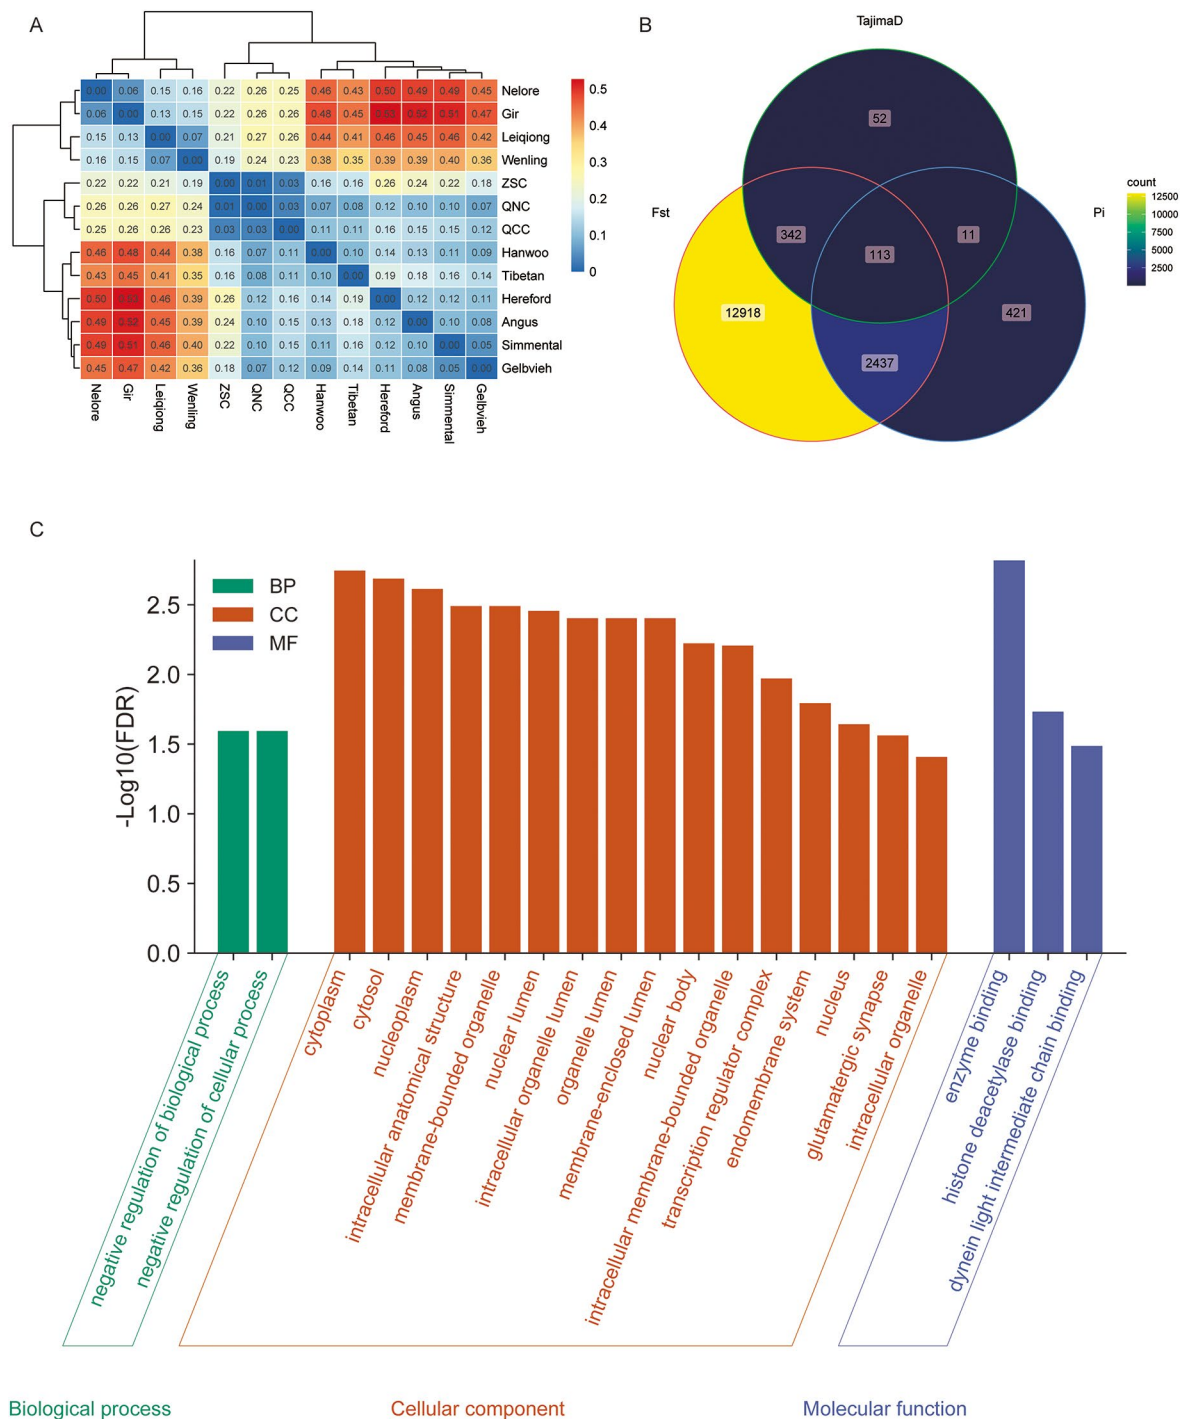 A
0.00 0.06 0.15 0.16 0.22 0.26 0.25 0.46 0.43 0.50 0.49 0.49 0.45 Nelore
0.06 0.00 0.13 0.15 0.22 0.26 0.26 0.48 0.45 0.53 0.52 0.51 0.47 Gir
0.15 0.13 0.00 0.07 0.21 0.27 0.26 0.44 0.41 0.46 0.45 0.46 0.42 Leiqiong
0.16 0.15 0.07 0.00 0.19 0.24 0.23 0.38 0.35 0.39 0.39 0.40 0.36 Wenling
0.22 0.22 0.21 0.19 0.00 0.01 0.03 0.16 0.16 0.26 0.24 0.22 0.18 ZSC
0.26 0.26 0.27 0.24 0.01 0.00 0.03 0.07 0.08 0.12 0.10 0.10 0.07 QNC
0.25 0.26 0.26 0.23 0.03 0.03 0.00 0.11 0.11 0.16 0.15 0.15 0.12 QCC
0.46 0.48 0.44 0.38 0.16 0.07 0.11 0.00 0.10 0.14 0.13 0.11 0.09 Hanwoo
0.43 0.45 0.41 0.35 0.16 0.08 0.11 0.10 0.00 0.19 0.18 0.16 0.14 Tibetan
0.50 0.53 0.46 0.39 0.26 0.12 0.16 0.14 0.19 0.00 0.12 0.12 0.11 Hereford
0.49 0.52 0.45 0.39 0.24 0.10 0.15 0.13 0.18 0.12 0.00 0.10 0.08 Angus
0.49 0.51 0.46 0.40 0.22 0.10 0.15 0.11 0.16 0.12 0.10 0.00 0.05 Simmental
0.45 0.47 0.42 0.36 0.18 0.07 0.12 0.09 0.14 0.11 0.08 0.05 0.00 Gelbvieh
Nelore Gir Leiqiong Wenling ZSC QNC QCC Hanwoo Tibetan Hereford Angus Simmental Gelbvieh
0.5
0.4
0.3
0.2
0.1
0
B
TajimaD
52
Fst
Pi
342
113
11
12918
421
2437
count
12500
10000
7500
5000
2500
C
BP
CC
MF
-Log10(FDR)
2.5
2.0
1.5
1.0
0.5
0.0
negative regulation of biological process
negative regulation of cellular process
cytoplasm
cytosol
nucleoplasm
intracellular anatomical structure
membrane-bounded organelle
nuclear lumen
intracellular organelle lumen
organelle lumen
membrane-enclosed lumen
nuclear body
intracellular membrane-bounded organelle
transcription regulator complex
endomembrane system
nucleus
glutamatergic synapse
intracellular organelle
enzyme binding
histone deacetylase binding
dynein light intermediate chain binding
Biological process
Cellular component
Molecular function